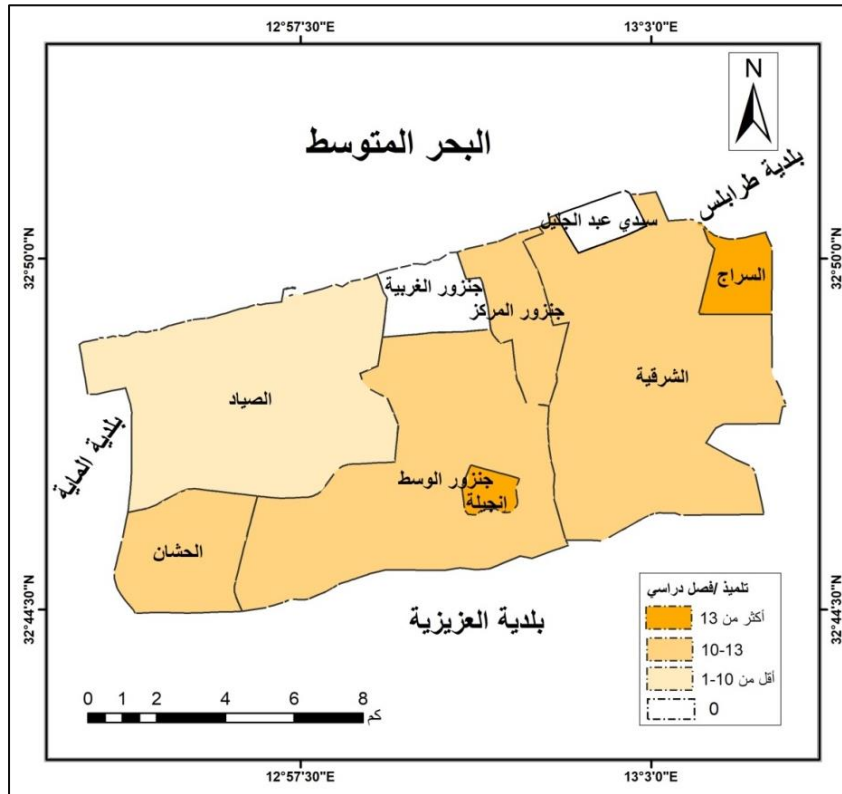 12°57'30"E
13°3'0"E
N
البحر المتوسط
بلدية طرابلس
سيدي عبد الجليل
32°50'0"N
32°50'0"N
السراج
جنزور الغربية
جنزور المركز
الشرقية
الصياد
بلدية الماية
جنزور الوسط
انجيلة
الحشان
تلميذ /فصل دراسي
أكثر من 13
10-13
أقل من 10-1
0
32°44'30"N
32°44'30"N
بلدية العزيزية
0 1 2 4 6 8
كم
12°57'30"E
13°3'0"E